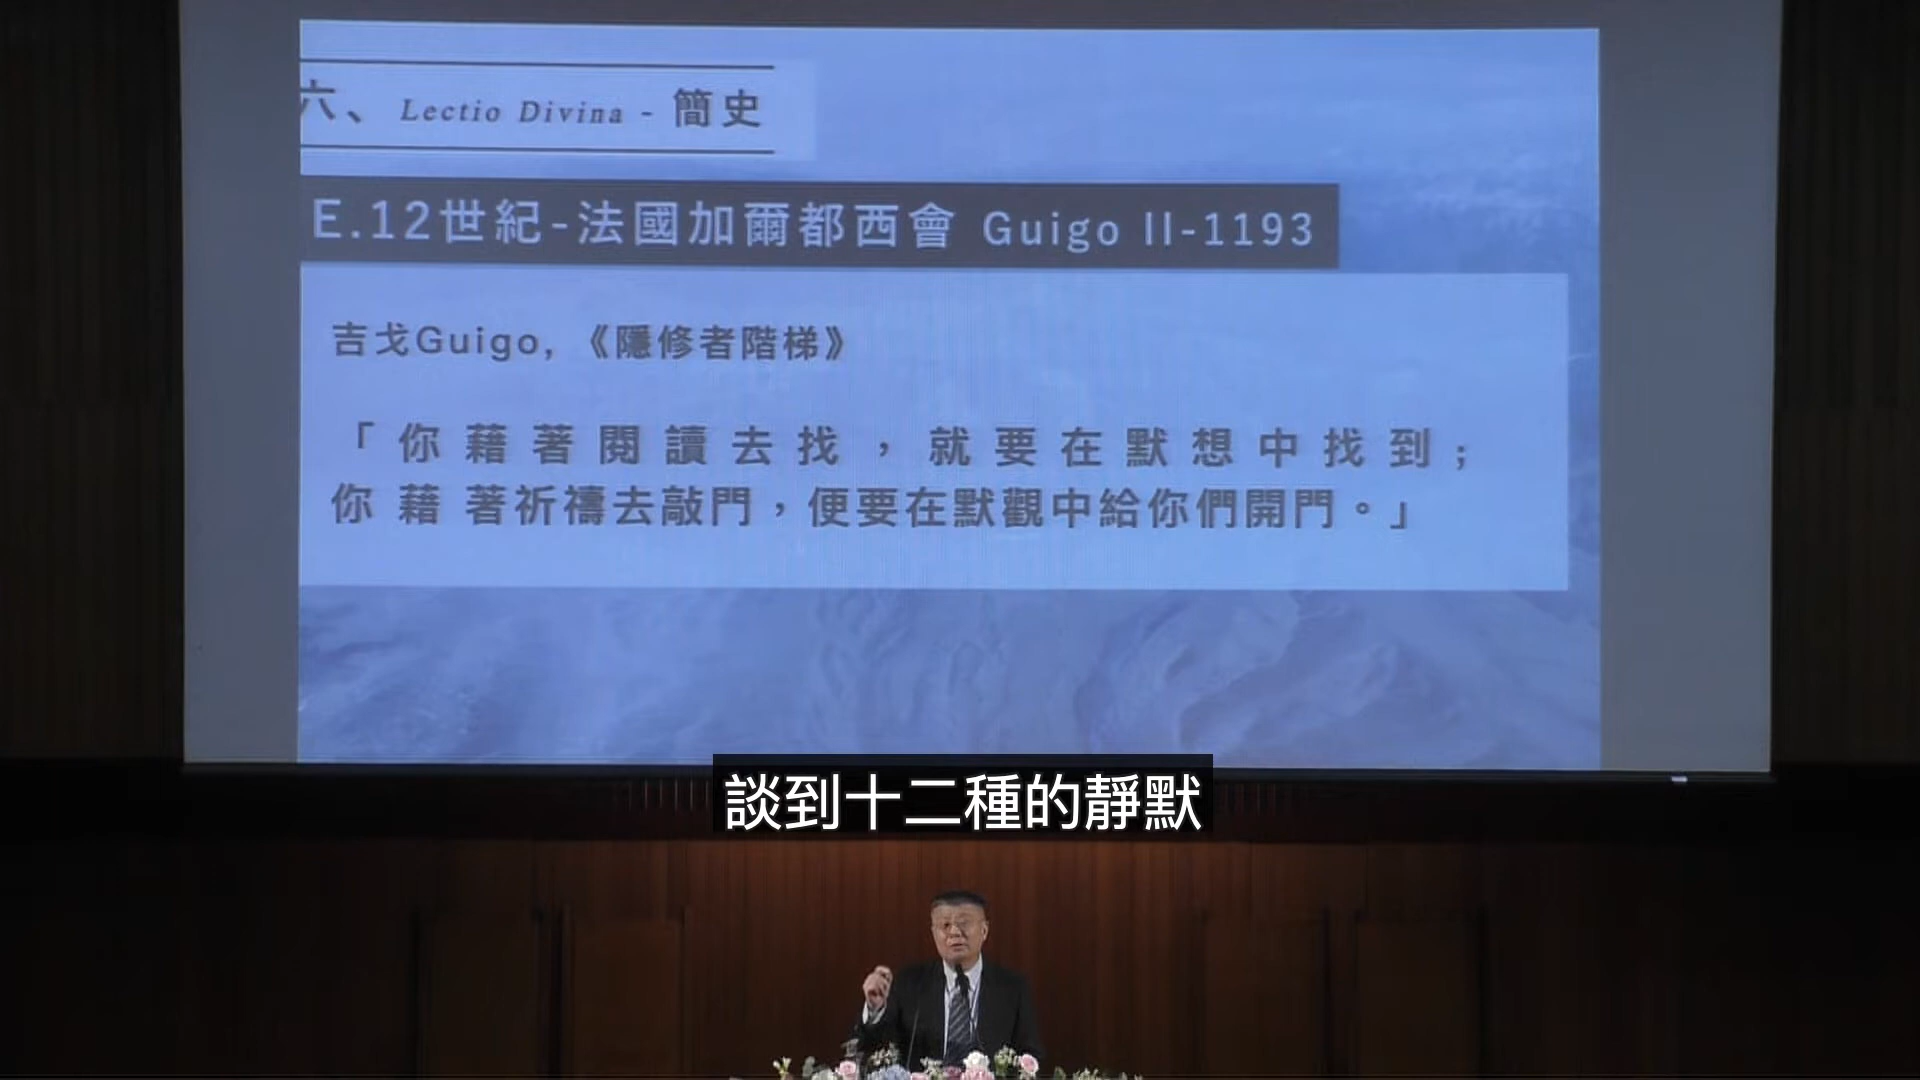 六、Lectio Divina - 簡史
E.12世紀-法國加爾都西會 Guigo II-1193
吉戈Guigo, 《隱修者階梯》
「你藉著閱讀去找，就要在默想中找到;
你藉著祈禱去敲門，便要在默觀中給你們開門。」
談到十二種的靜默